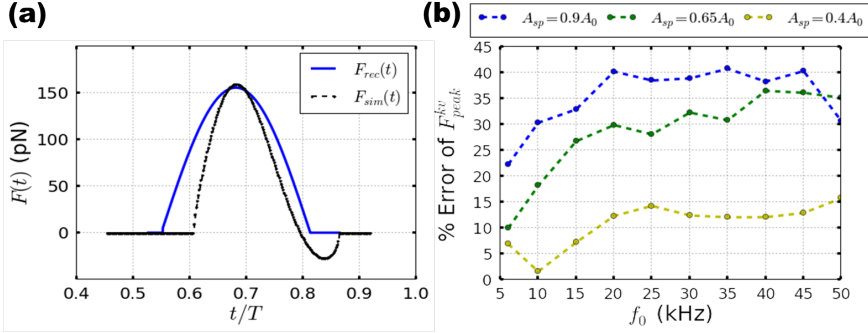 (a)
F_rec(t)
F_sim(t)
F(t) (pN)
150
100
50
0
0.4 0.5 0.6 0.7 0.8 0.9 1.0
t/T
(b)
A_sp=0.9A_0 A_sp=0.65A_0 A_sp=0.4A_0
% Error of F^kv_peak
45
40
35
30
25
20
15
10
5
0
5 10 15 20 25 30 35 40 45 50
f_0 (kHz)